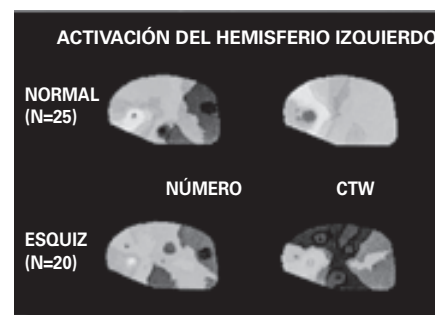 ACTIVACIÓN DEL HEMISFERIO IZQUIERDO
NORMAL
(N=25)
NÚMERO CTW
ESQUIZ
(N=20)